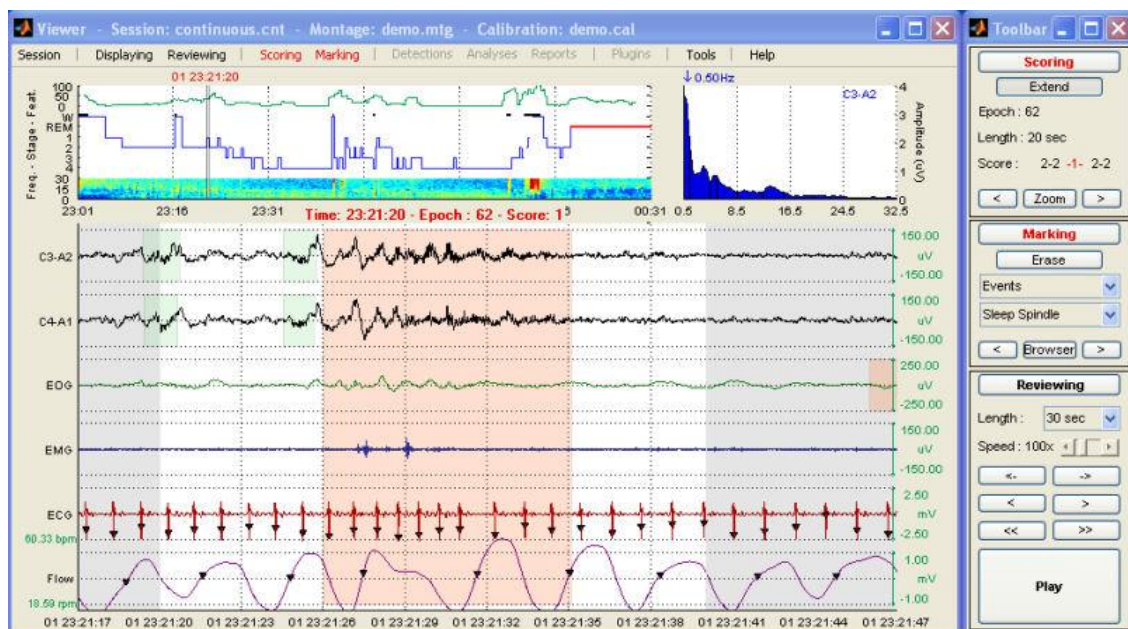 Viewer - Session: continuous.cnt - Montage: demo.mtg - Calibration: demo.cal
Session | Displaying Reviewing | Scoring Marking | Detections Analyses Reports | Plugins | Tools | Help
01 23:21:20
100
50
0
W
REM
1
2
3
4
30
15
0
Freq. - Stage - Feat.
23:01 23:16 23:31 00:31
Time: 23:21:20 - Epoch : 62 - Score: 1
↓ 0.50Hz
C3-A2
4
3
2
1
0
Amplitude (uV)
0.5 8.5 16.5 24.5 32.5
C3-A2
150.00
uV
-150.00
C4-A1
150.00
uV
-150.00
EOG
250.00
uV
-250.00
EMG
150.00
uV
-150.00
ECG
60.33 bpm
2.50
mV
-2.50
Flow
18.59 rpm
1.00
mV
-1.00
01 23:21:17 01 23:21:20 01 23:21:23 01 23:21:26 01 23:21:29 01 23:21:32 01 23:21:35 01 23:21:38 01 23:21:41 01 23:21:44 01 23:21:47
Toolbar
Scoring
Extend
Epoch : 62
Length : 20 sec
Score : 2-2 -1- 2-2
< Zoom >
Marking
Erase
Events
Sleep Spindle
< Browser >
Reviewing
Length : 30 sec
Speed : 100x
<- ->
< >
<< >>
Play